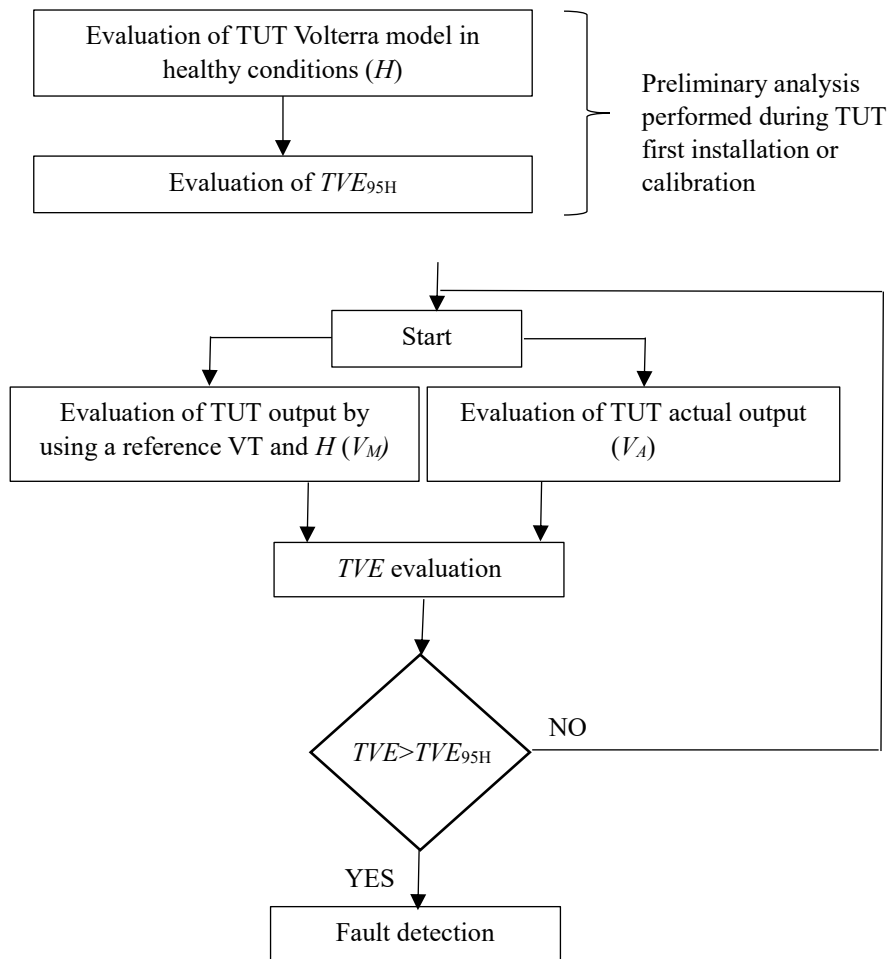 Evaluation of TUT Volterra model in
healthy conditions (H)
Preliminary analysis
performed during TUT
first installation or
calibration
Evaluation of TVE95H
Start
Evaluation of TUT output by
using a reference VT and H (VM)
Evaluation of TUT actual output
(VA)
TVE evaluation
TVE>TVE95H
NO
YES
Fault detection